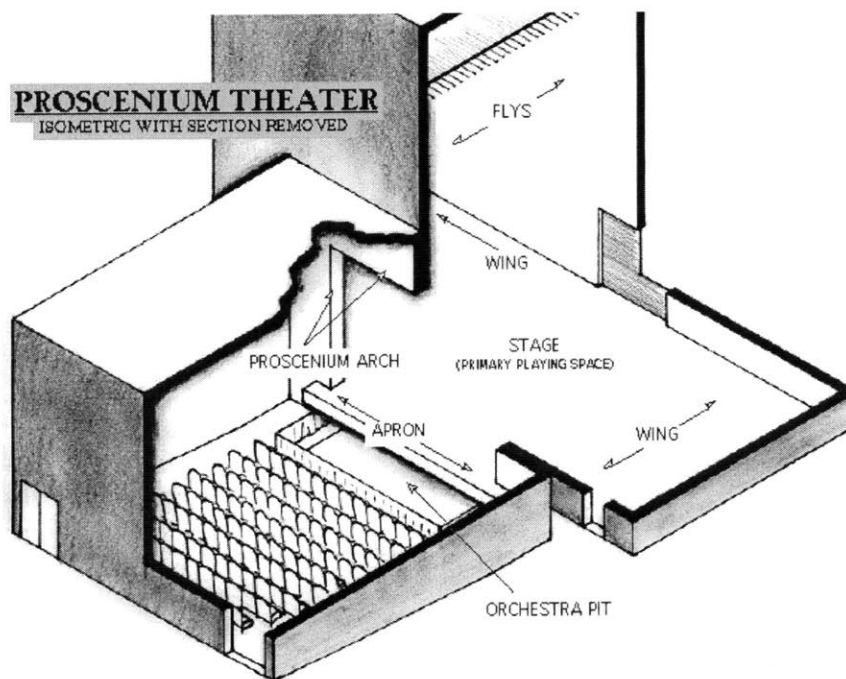 PROSCENIUM THEATER
ISOMETRIC WITH SECTION REMOVED
FLYS
WING
STAGE
(PRIMARY PLAYING SPACE)
PROSCENIUM ARCH
APRON
WING
ORCHESTRA PIT